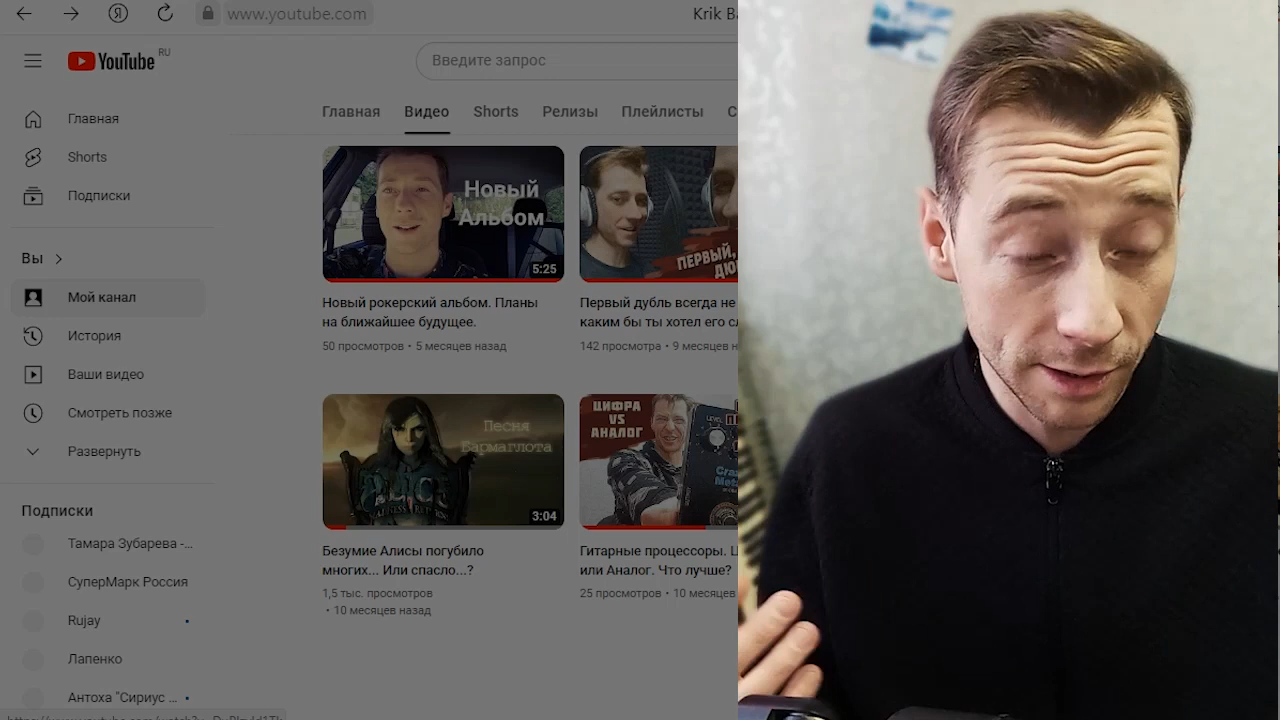 www.youtube.com
Krik
YouTube RU
Введите запрос
Главная
Shorts
Подписки
Вы
Мой канал
История
Ваши видео
Смотреть позже
Развернуть
Подписки
Тамара Зубарева -...
СуперМарк Россия
Rujay
Лапенко
Антоха "Сириус ...
Главная Видео Shorts Релизы Плейлисты
Новый
Альбом
5:25
Новый рокерский альбом. Планы
на ближайшее будущее.
50 просмотров • 5 месяцев назад
ПЕРВЫЙ,
Первый дубль всегда не
каким бы ты хотел его
142 просмотра • 9 месяцев
Песня
Бармаглота
ALICE
3:04
Безумие Алисы погубило
многих... Или спасло...?
1,5 тыс. просмотров
• 10 месяцев назад
ЦИФРА
VS
АНАЛОГ
LEVEL
Гитарные процессоры.
или Аналог. Что лучше?
25 просмотров • 10 месяцев